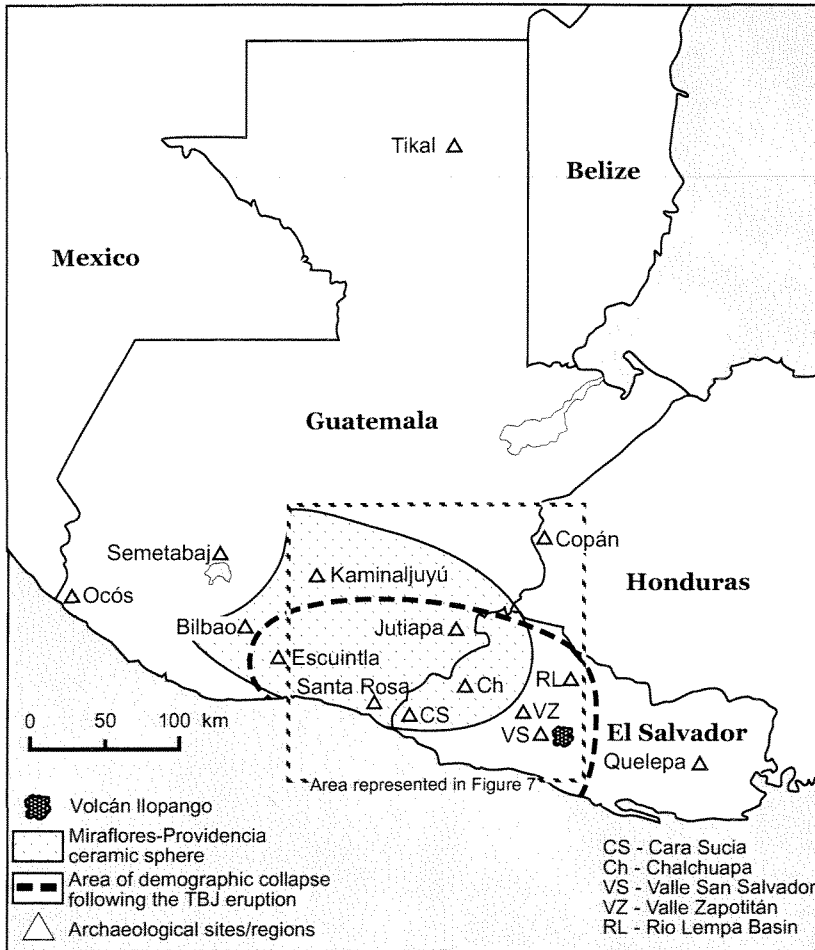 Tikal
Belize
Mexico
Guatemala
Copán
Semetabaj
Kaminaljuyú
Honduras
Ocós
Bilbao
Jutiapa
Escuintla
RL
Santa Rosa
Ch
0 50 100 km
CS
VZ
VS
El Salvador
Quelepa
Area represented in Figure 7
Volcán Ilopango
Miraflores-Providencia
ceramic sphere
Area of demographic collapse
following the TBJ eruption
Archaeological sites/regions
CS - Cara Sucia
Ch - Chalchuapa
VS - Valle San Salvador
VZ - Valle Zapotitán
RL - Rio Lempa Basin